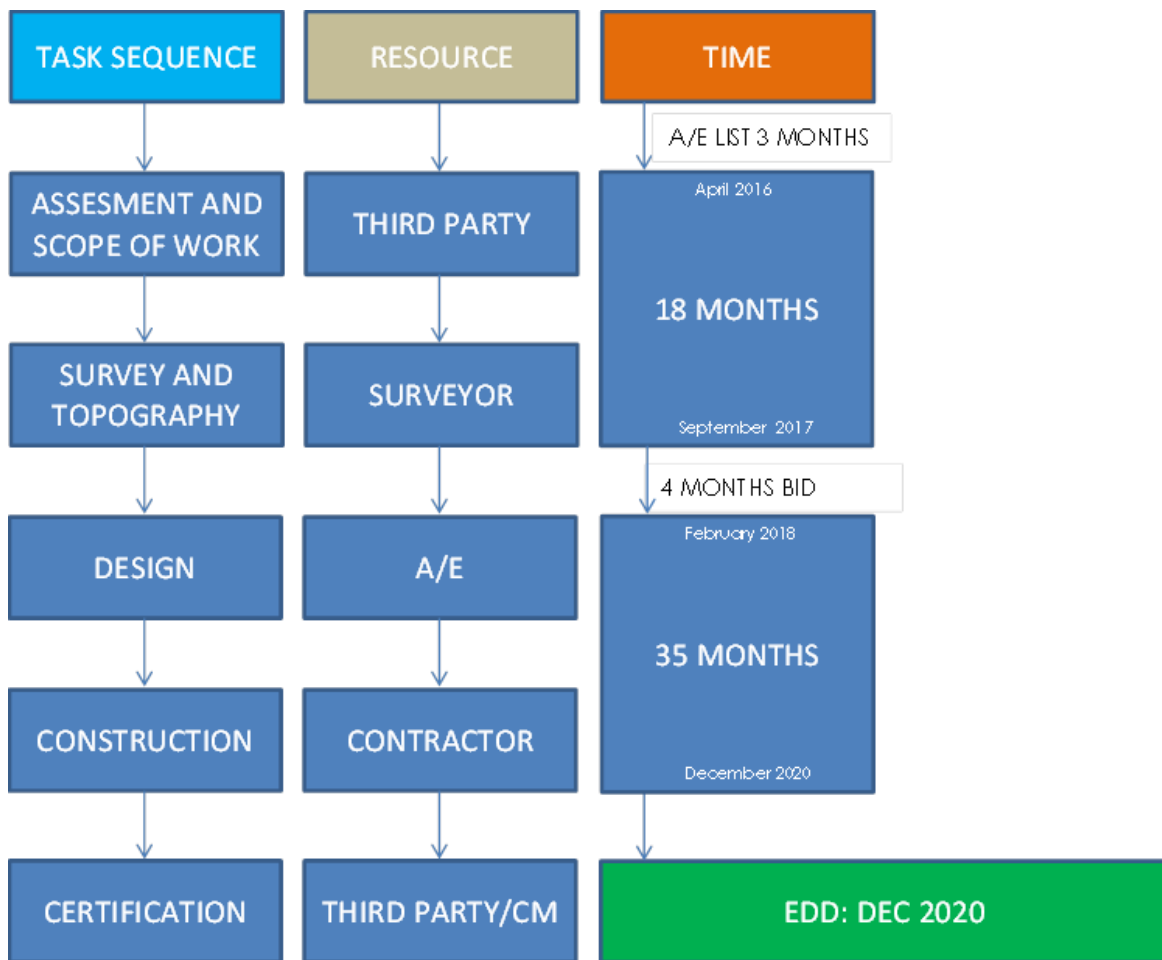 TASK SEQUENCE
RESOURCE
TIME
A/E LIST 3 MONTHS
ASSESMENT AND
SCOPE OF WORK
THIRD PARTY
April 2016
18 MONTHS
September 2017
SURVEY AND
TOPOGRAPHY
SURVEYOR
4 MONTHS BID
DESIGN
A/E
February 2018
35 MONTHS
December 2020
CONSTRUCTION
CONTRACTOR
CERTIFICATION
THIRD PARTY/CM
EDD: DEC 2020